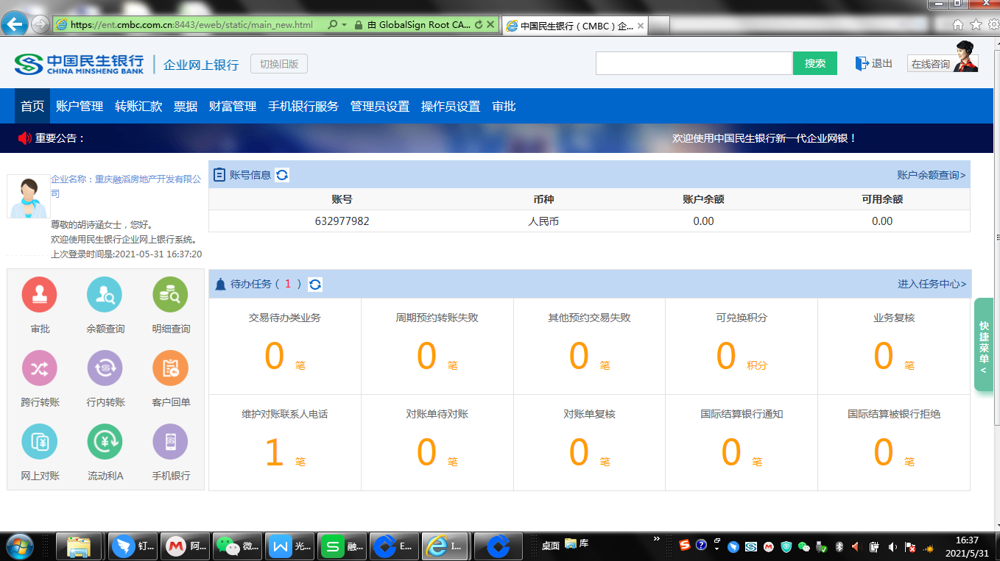 https://ent.cmbc.com.cn:8443/eweb/static/main_new.html
由 GlobalSign Root CA...
中国民生银行（CMBC）企...
中国民生银行
CHINA MINSHENG BANK
企业网上银行
切换旧版
搜索
退出
在线咨询
首页 账户管理 转账汇款 票据 财富管理 手机银行服务 管理员设置 操作员设置 审批
重要公告：
欢迎使用中国民生银行新一代企业网银！
企业名称：重庆融滔房地产开发有限公
司
尊敬的胡诗涵女士，您好。
欢迎使用民生银行企业网上银行系统。
上次登录时间是:2021-05-31 16:37:20
审批 余额查询 明细查询
跨行转账 行内转账 客户回单
网上对账 流动利A 手机银行
账号信息
账户余额查询>
账号 币种 账户余额 可用余额
632977982 人民币 0.00 0.00
待办任务（ 1 ）
进入任务中心>
交易待办类业务 周期预约转账失败 其他预约交易失败 可兑换积分 业务复核
0 笔 0 笔 0 笔 0 积分 0 笔
维护对账联系人电话 对账单待对账 对账单复核 国际结算银行通知 国际结算被银行拒绝
1 笔 0 笔 0 笔 0 笔 0 笔
快捷菜单
<
钉... 阿... 微... 光... 融... E... I...
桌面 库
16:37
2021/5/31